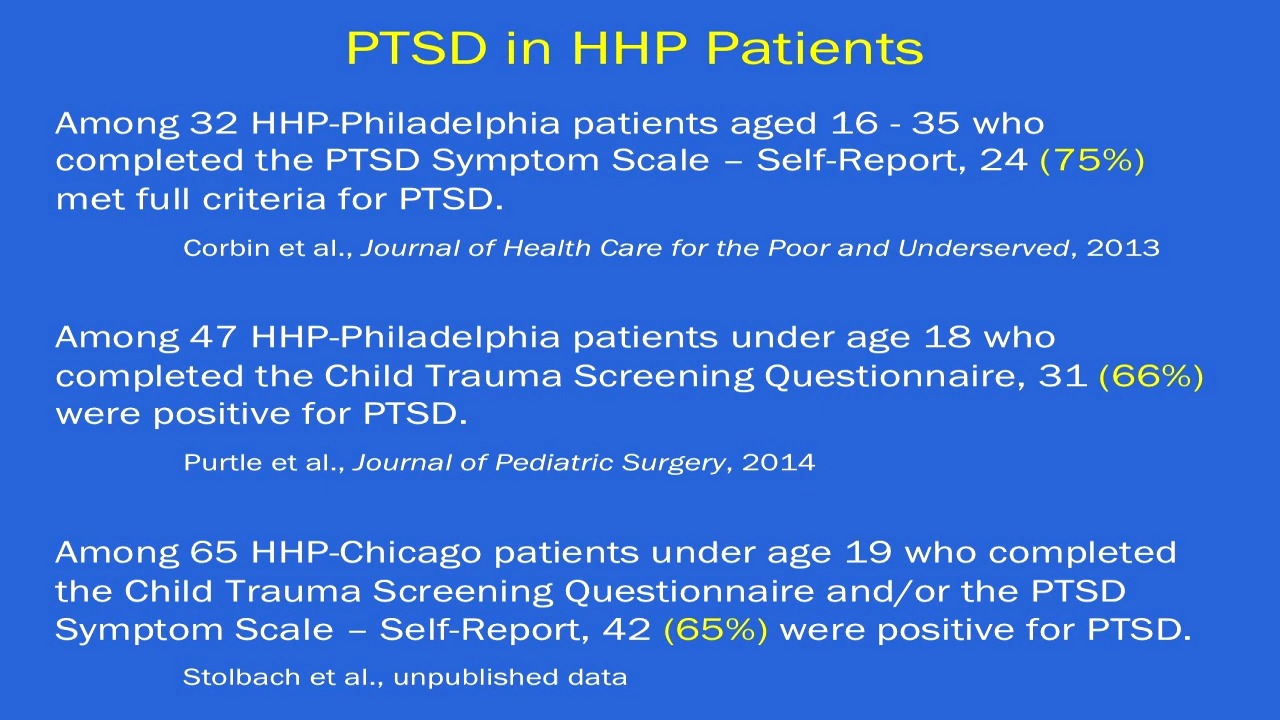 PTSD in HHP Patients
Among 32 HHP-Philadelphia patients aged 16 - 35 who
completed the PTSD Symptom Scale – Self-Report, 24 (75%)
met full criteria for PTSD.
Corbin et al., Journal of Health Care for the Poor and Underserved, 2013
Among 47 HHP-Philadelphia patients under age 18 who
completed the Child Trauma Screening Questionnaire, 31 (66%)
were positive for PTSD.
Purtle et al., Journal of Pediatric Surgery, 2014
Among 65 HHP-Chicago patients under age 19 who completed
the Child Trauma Screening Questionnaire and/or the PTSD
Symptom Scale – Self-Report, 42 (65%) were positive for PTSD.
Stolbach et al., unpublished data